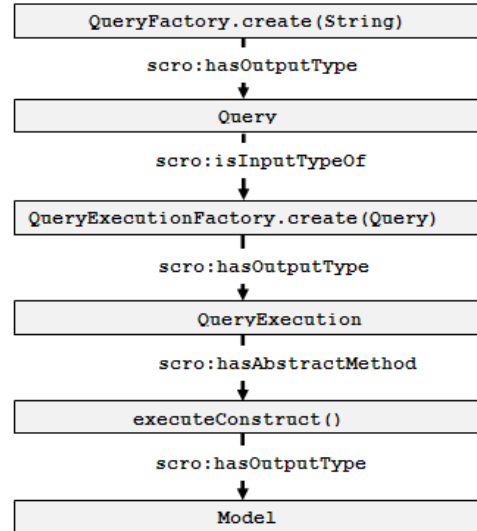 QueryFactory.create(String)
scro:hasOutputType
Query
scro:isInputTypeOf
QueryExecutionFactory.create(Query)
scro:hasOutputType
QueryExecution
scro:hasAbstractMethod
executeConstruct()
scro:hasOutputType
Model